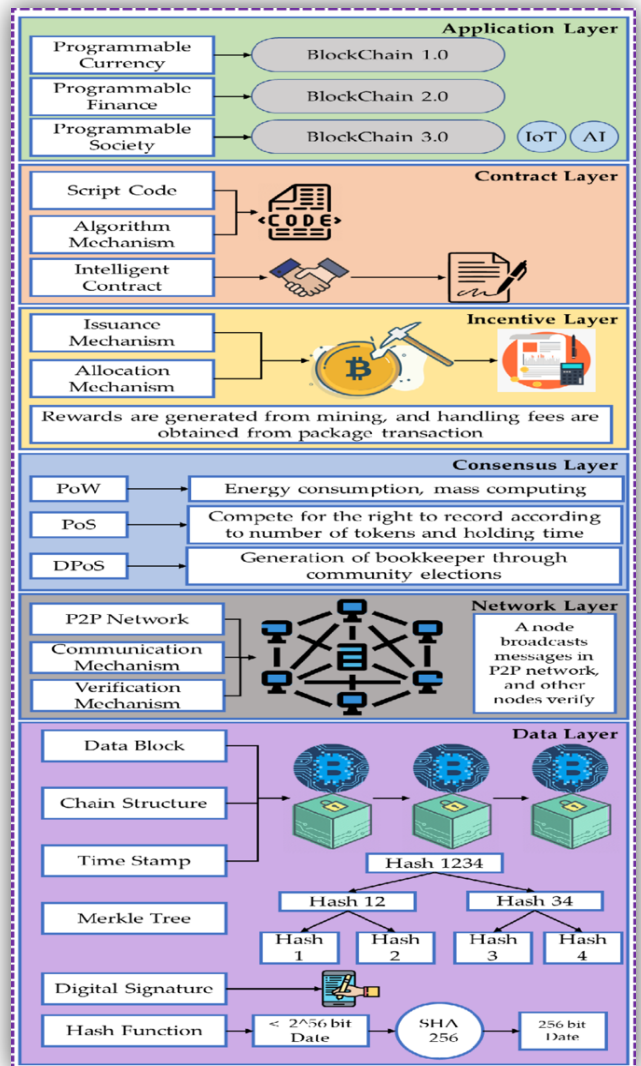 Application Layer
Programmable
Currency
BlockChain 1.0
Programmable
Finance
BlockChain 2.0
Programmable
Society
BlockChain 3.0
IoT
AI
Contract Layer
Script Code
<CODE>
Algorithm
Mechanism
Intelligent
Contract
Incentive Layer
Issuance
Mechanism
Allocation
Mechanism
Rewards are generated from mining, and handling fees are
obtained from package transaction
Consensus Layer
PoW
Energy consumption, mass computing
PoS
Compete for the right to record according
to number of tokens and holding time
DPoS
Generation of bookkeeper through
community elections
Network Layer
P2P Network
Communication
Mechanism
Verification
Mechanism
A node
broadcasts
messages in
P2P network,
and other
nodes verify
Data Layer
Data Block
Chain Structure
Time Stamp
Merkle Tree
Hash 1234
Hash 12
Hash 34
Hash
1
Hash
2
Hash
3
Hash
4
Digital Signature
Hash Function
< 2^56 bit
Date
SHA
256
256 bit
Date